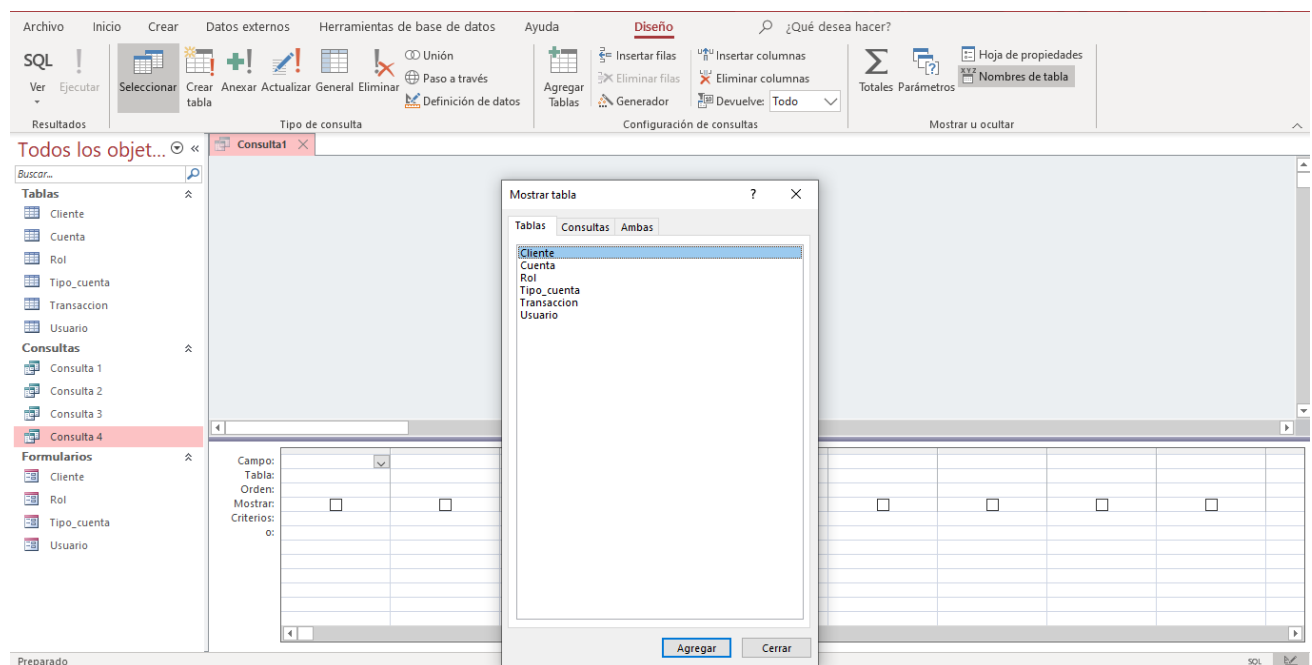 Archivo Inicio Crear Datos externos Herramientas de base de datos Ayuda Diseño ¿Qué desea hacer?
SQL
Ver Ejecutar Seleccionar Crear tabla Anexar Actualizar General Eliminar
Unión
Paso a través
Definición de datos
Agregar Tablas
Insertar filas
Eliminar filas
Generador
Insertar columnas
Eliminar columnas
Devuelve: Todo
Totales Parámetros
Hoja de propiedades
XYZ Nombres de tabla
Resultados Tipo de consulta Configuración de consultas Mostrar u ocultar
Todos los objet... «
Buscar...
Tablas
Cliente
Cuenta
Rol
Tipo_cuenta
Transaccion
Usuario
Consultas
Consulta 1
Consulta 2
Consulta 3
Consulta 4
Formularios
Cliente
Rol
Tipo_cuenta
Usuario
Consulta1
Mostrar tabla ?
Tablas Consultas Ambas
Cliente
Cuenta
Rol
Tipo_cuenta
Transaccion
Usuario
Agregar Cerrar
Campo:
Tabla:
Orden:
Mostrar:
Criterios:
o:
Preparado SQL